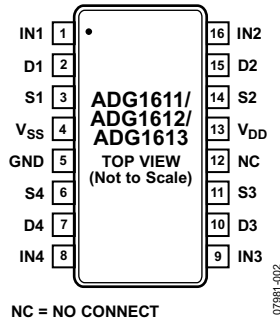 IN1 1 16 IN2
D1 2 15 D2
S1 3 14 S2
VSS 4 13 VDD
GND 5 12 NC
S4 6 11 S3
D4 7 10 D3
IN4 8 9 IN3
ADG1611/
ADG1612/
ADG1613
TOP VIEW
(Not to Scale)
NC = NO CONNECT
07981-002